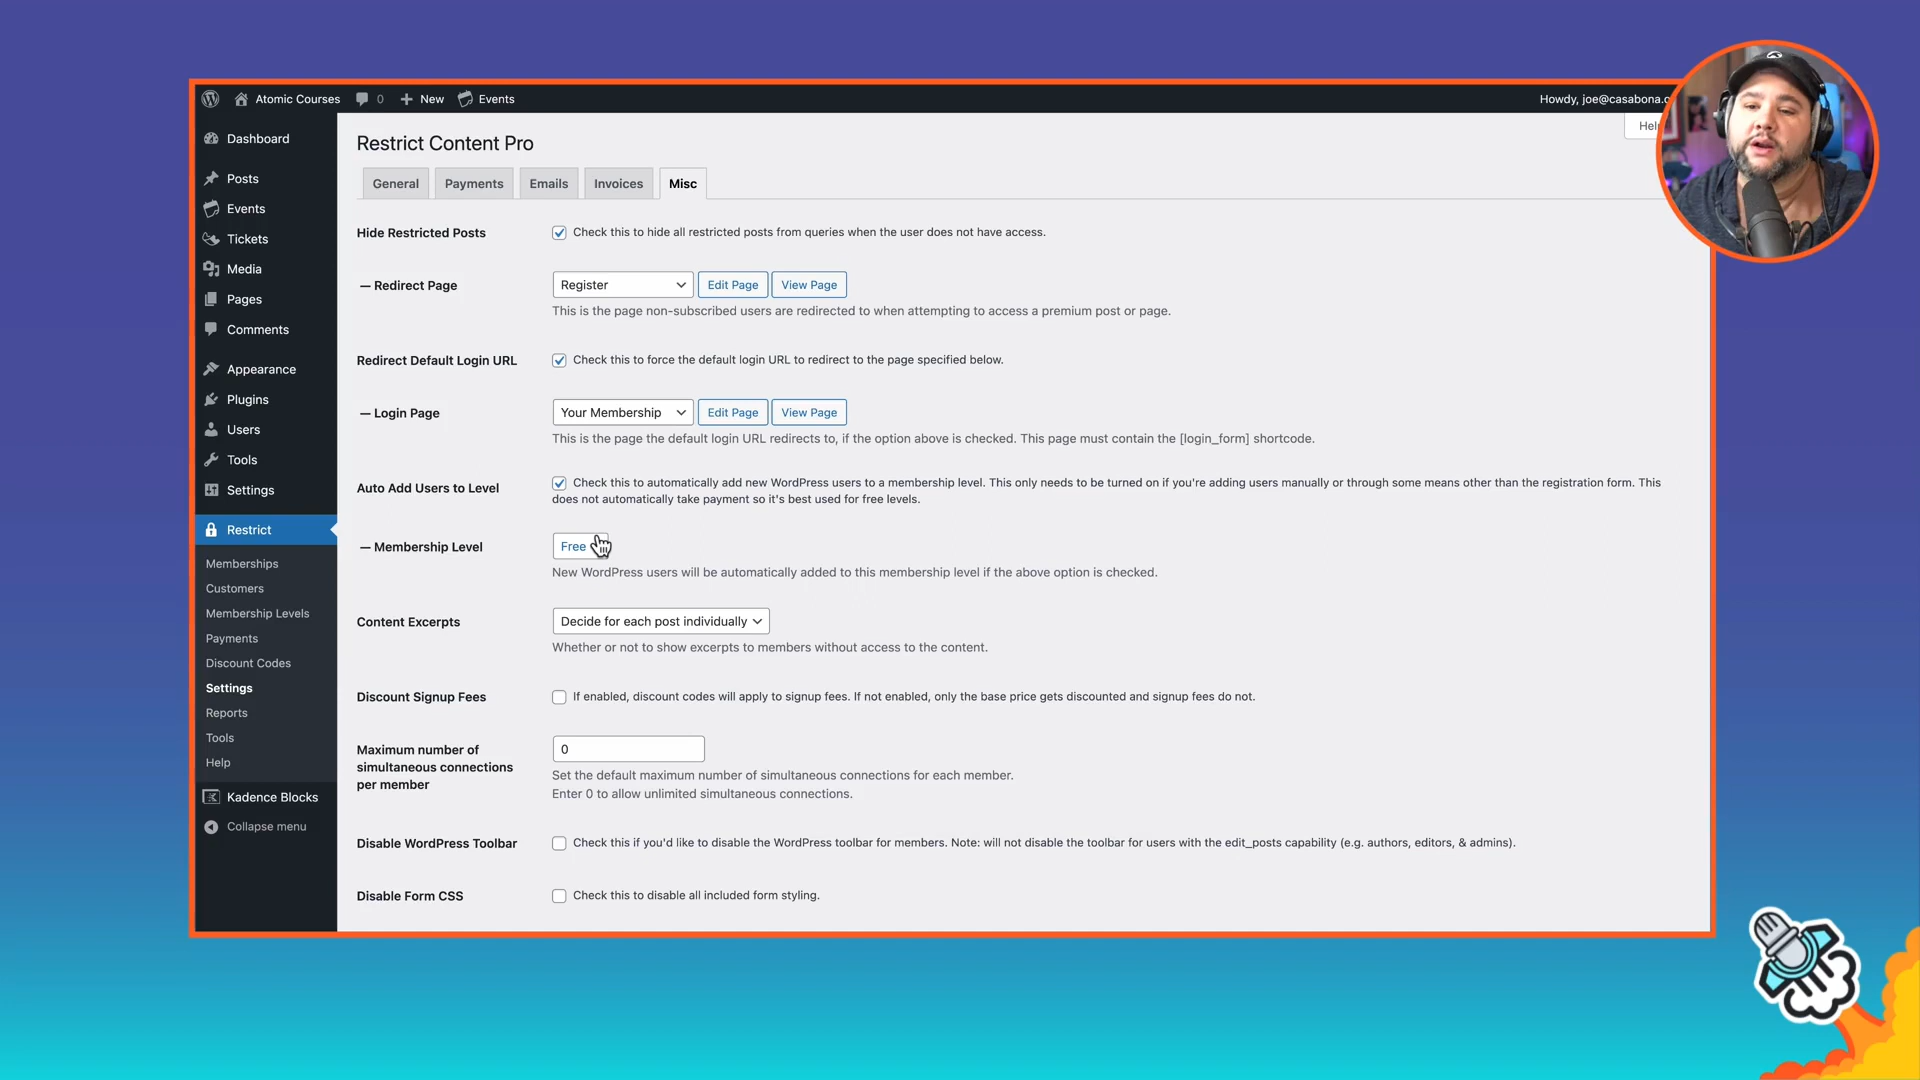 Atomic Courses
0
New
Events
Howdy, joe@casabona.c
Dashboard
Posts
Events
Tickets
Media
Pages
Comments
Appearance
Plugins
Users
Tools
Settings
Restrict
Memberships
Customers
Membership Levels
Payments
Discount Codes
Settings
Reports
Tools
Help
Kadence Blocks
Collapse menu
Restrict Content Pro
General
Payments
Emails
Invoices
Misc
Hide Restricted Posts
Check this to hide all restricted posts from queries when the user does not have access.
— Redirect Page
Register
Edit Page
View Page
This is the page non-subscribed users are redirected to when attempting to access a premium post or page.
Redirect Default Login URL
Check this to force the default login URL to redirect to the page specified below.
— Login Page
Your Membership
Edit Page
View Page
This is the page the default login URL redirects to, if the option above is checked. This page must contain the [login_form] shortcode.
Auto Add Users to Level
Check this to automatically add new WordPress users to a membership level. This only needs to be turned on if you're adding users manually or through some means other than the registration form. This
does not automatically take payment so it's best used for free levels.
— Membership Level
Free
New WordPress users will be automatically added to this membership level if the above option is checked.
Content Excerpts
Decide for each post individually
Whether or not to show excerpts to members without access to the content.
Discount Signup Fees
If enabled, discount codes will apply to signup fees. If not enabled, only the base price gets discounted and signup fees do not.
Maximum number of
simultaneous connections
per member
0
Set the default maximum number of simultaneous connections for each member.
Enter 0 to allow unlimited simultaneous connections.
Disable WordPress Toolbar
Check this if you'd like to disable the WordPress toolbar for members. Note: will not disable the toolbar for users with the edit_posts capability (e.g. authors, editors, & admins).
Disable Form CSS
Check this to disable all included form styling.